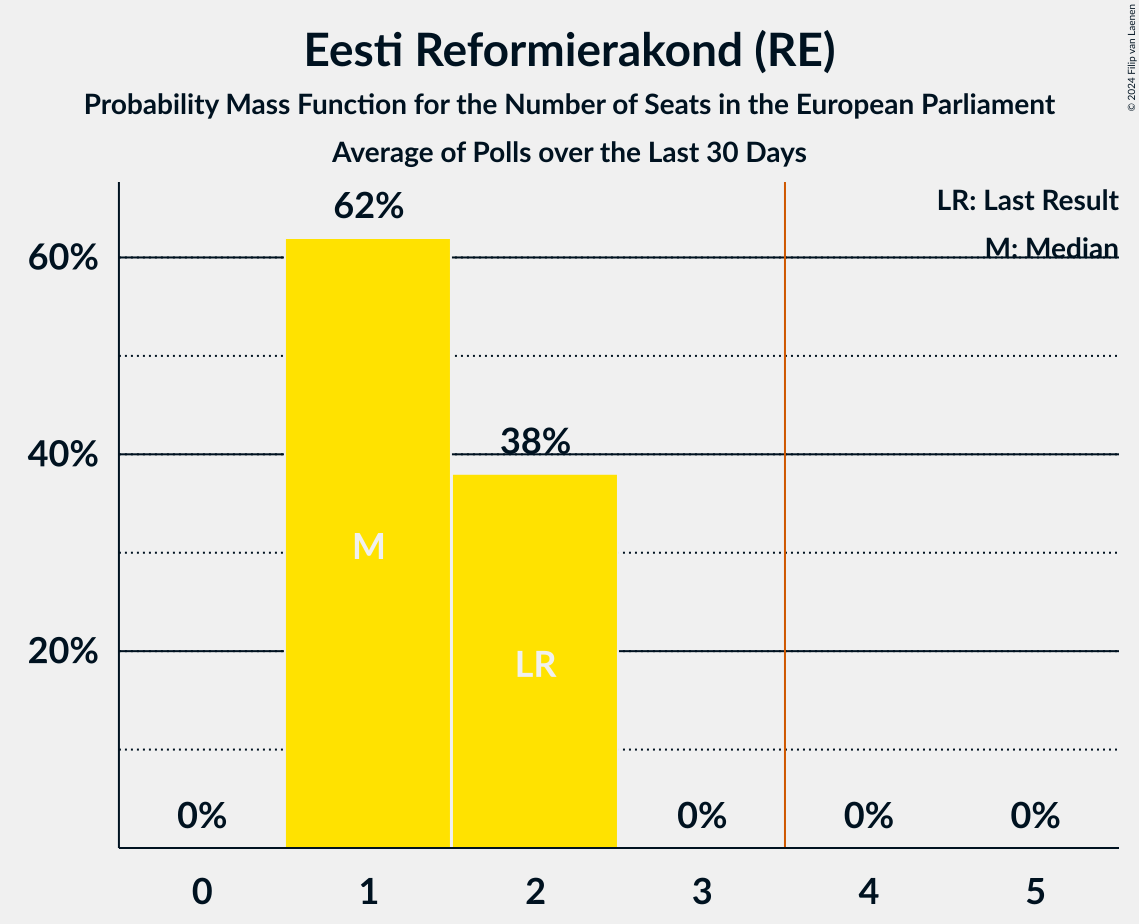 Eesti Reformierakond (RE)
Probability Mass Function for the Number of Seats in the European Parliament
Average of Polls over the Last 30 Days
© 2024 Filip van Laenen
LR: Last Result
M: Median
62%
60%
38%
40%
M
LR
20%
0%
0%
0%
0%
0
1
2
3
4
5